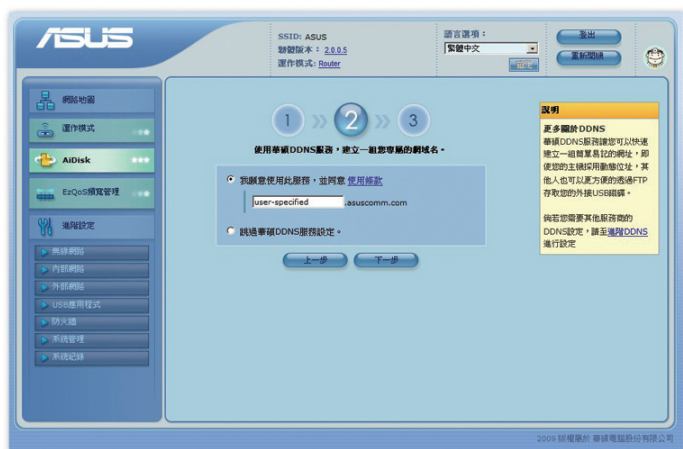 ASUS
SSID: ASUS
韌體版本： 2.0.0.5
運作模式: Router
語言選項：
繁體中文
登出
重新開機
網路地圖
運作模式
AiDisk
EzQoS頻寬管理
進階設定
無線網路
內部網路
外部網路
USB應用程式
防火牆
系統管理
系統紀錄
1 » 2 » 3
使用華碩DDNS服務，建立一組您專屬的網域名。
我願意使用此服務，並同意 使用條款
user-specified .asuscomm.com
跳過華碩DDNS服務設定。
上一步
下一步
說明
更多關於DDNS
華碩DDNS服務讓您可以快速
建立一組簡單易記的網址，即
使您的主機採用動態位址，其
他人也可以更方便的透過FTP
存取您的外接USB磁碟。
倘若您需要其他服務商的
DDNS設定，請至進階DDNS
進行設定
2009 版權屬於 華碩電腦股份有限公司